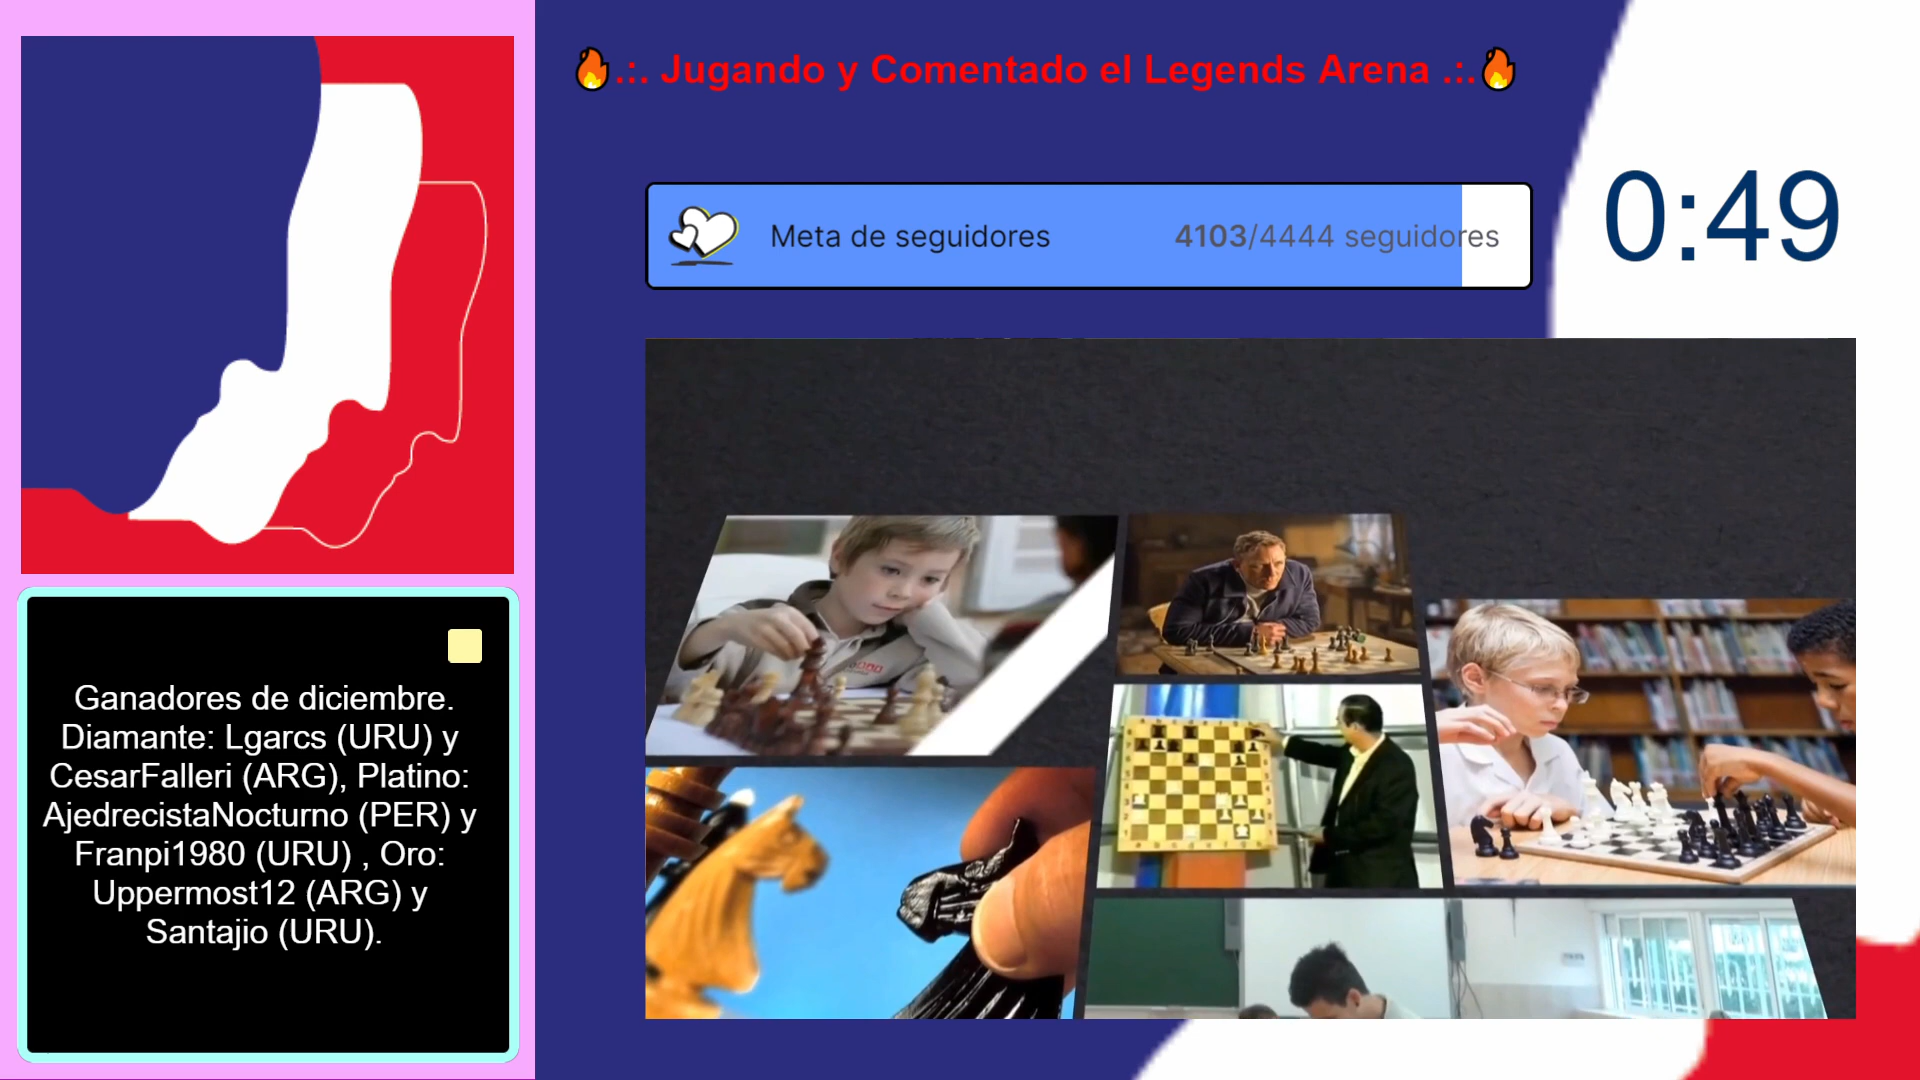 🔥.:. Jugando y Comentado el Legends Arena .:.🔥
Meta de seguidores
4103/4444 seguidores
0:49
Ganadores de diciembre.
Diamante: Lgarcs (URU) y
CesarFalleri (ARG), Platino:
AjedrecistaNocturno (PER) y
Franpi1980 (URU) , Oro:
Uppermost12 (ARG) y
Santajio (URU).